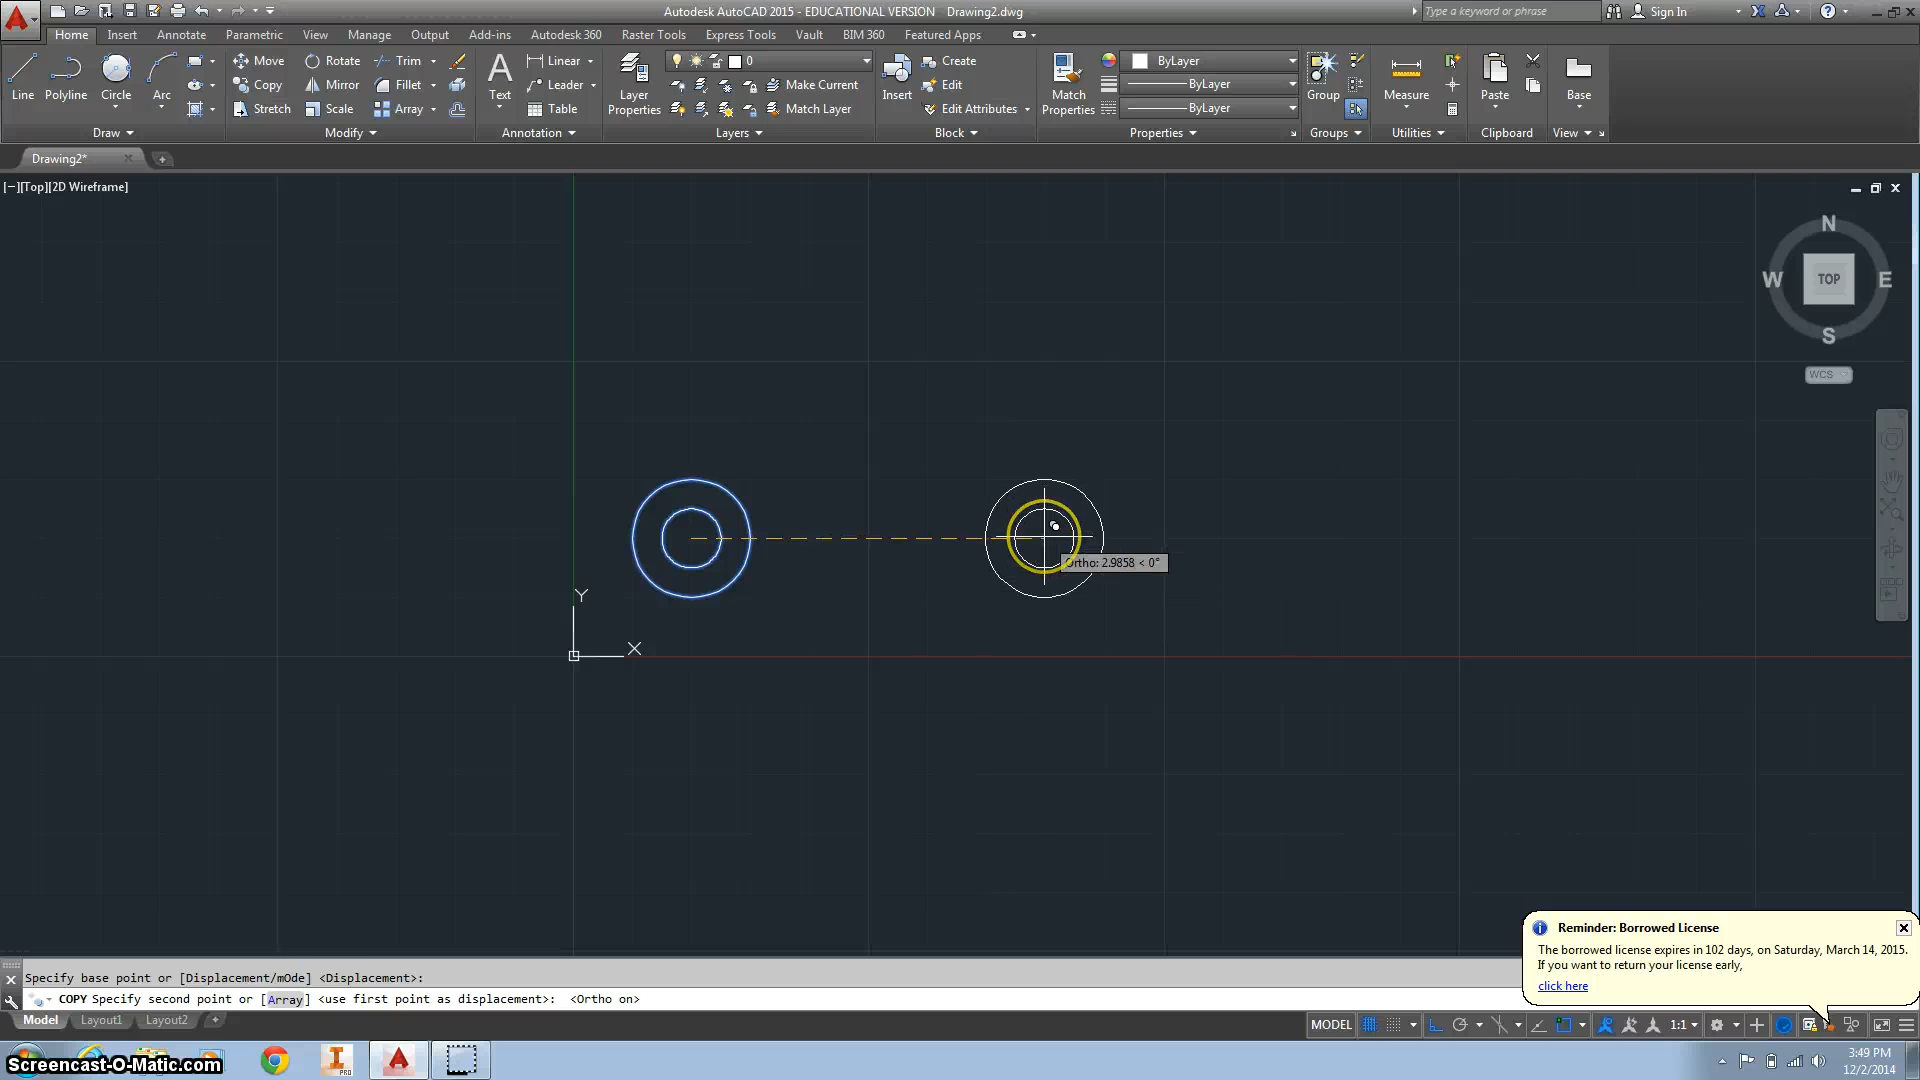 Autodesk AutoCAD 2015 - EDUCATIONAL VERSION Drawing2.dwg
Type a keyword or phrase
Sign In
Home Insert Annotate Parametric View Manage Output Add-ins Autodesk 360 Raster Tools Express Tools Vault BIM 360 Featured Apps
Line Polyline Circle Arc
Draw
Move Rotate Trim
Copy Mirror Fillet
Stretch Scale Array
Modify
Text
Linear
Leader
Table
Annotation
Layer Properties
0
Make Current
Match Layer
Layers
Insert
Create
Edit
Edit Attributes
Block
Match Properties
ByLayer
ByLayer
ByLayer
Properties
Group
Groups
Measure
Utilities
Paste
Clipboard
Base
View
Drawing2*
[−][Top][2D Wireframe]
N
W TOP E
S
WCS
Y
X
Ortho: 2.9858 < 0°
Reminder: Borrowed License
The borrowed license expires in 102 days, on Saturday, March 14, 2015.
If you want to return your license early,
click here
Specify base point or [Displacement/mOde] <Displacement>:
COPY Specify second point or [Array] <use first point as displacement>: <Ortho on>
Model Layout1 Layout2
MODEL
1:1
PRO
Screencast-O-Matic.com
3:49 PM
12/2/2014